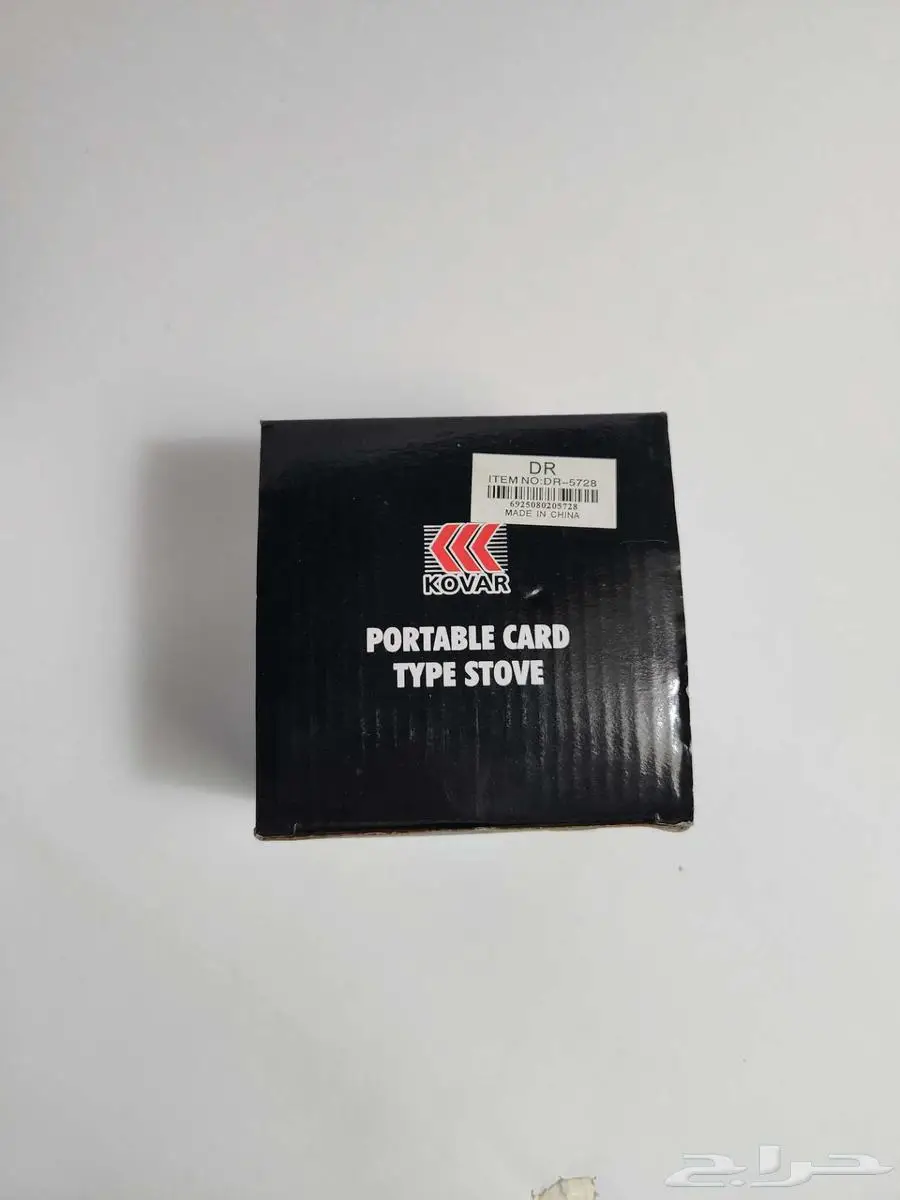 DR
ITEM NO:DR-5728
6925080205728
MADE IN CHINA
KOVAR
PORTABLE CARD
TYPE STOVE
حراج